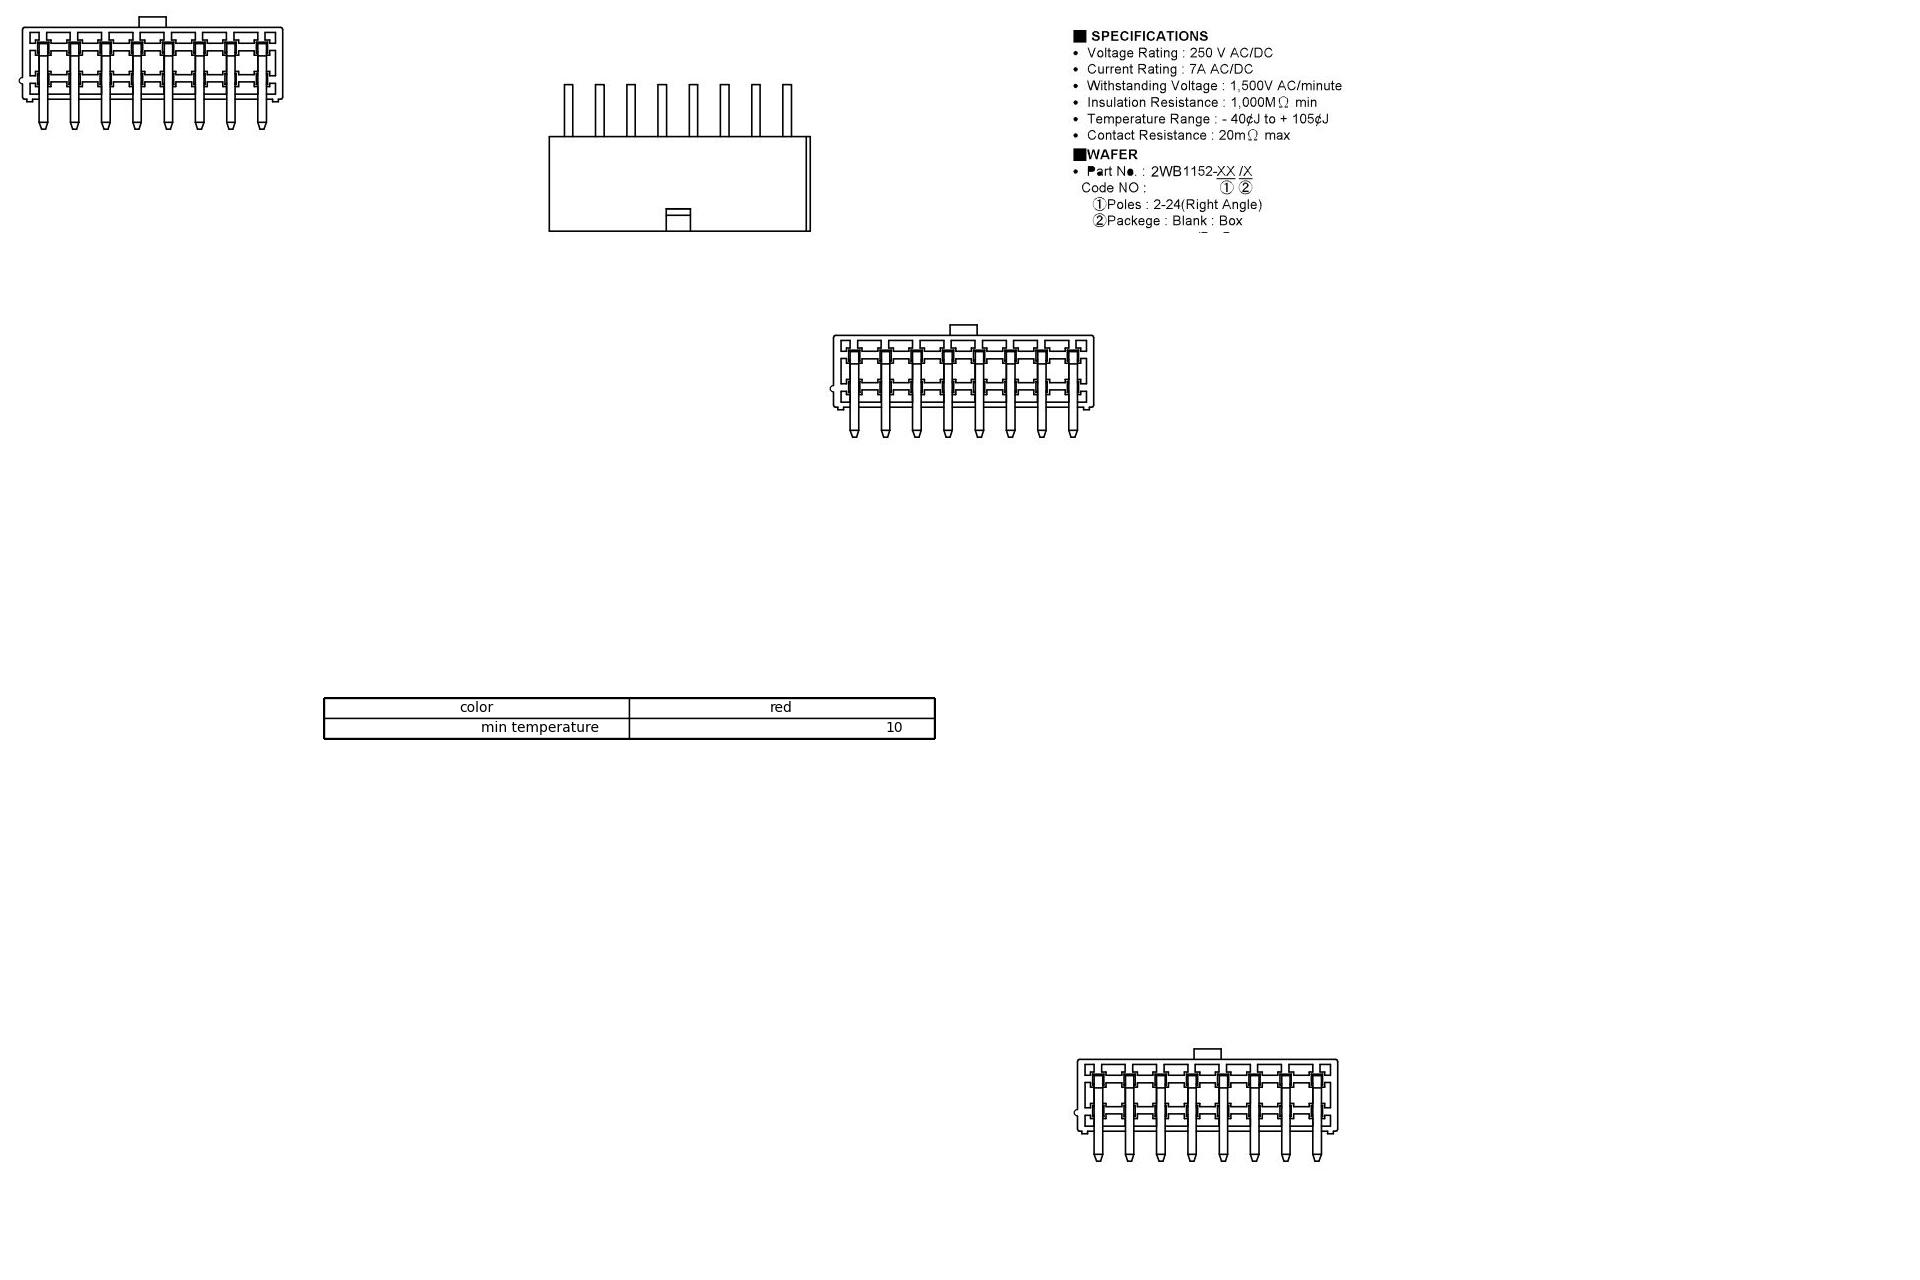 ■ SPECIFICATIONS
• Voltage Rating : 250 V AC/DC
• Current Rating : 7A AC/DC
• Withstanding Voltage : 1,500V AC/minute
• Insulation Resistance : 1,000MΩ min
• Temperature Range : - 40¢J to + 105¢J
• Contact Resistance : 20mΩ max
■WAFER
• Part No. : 2WB1152-XX /X
Code NO : ① ②
①Poles : 2-24(Right Angle)
②Packege : Blank : Box
color red
min temperature 10